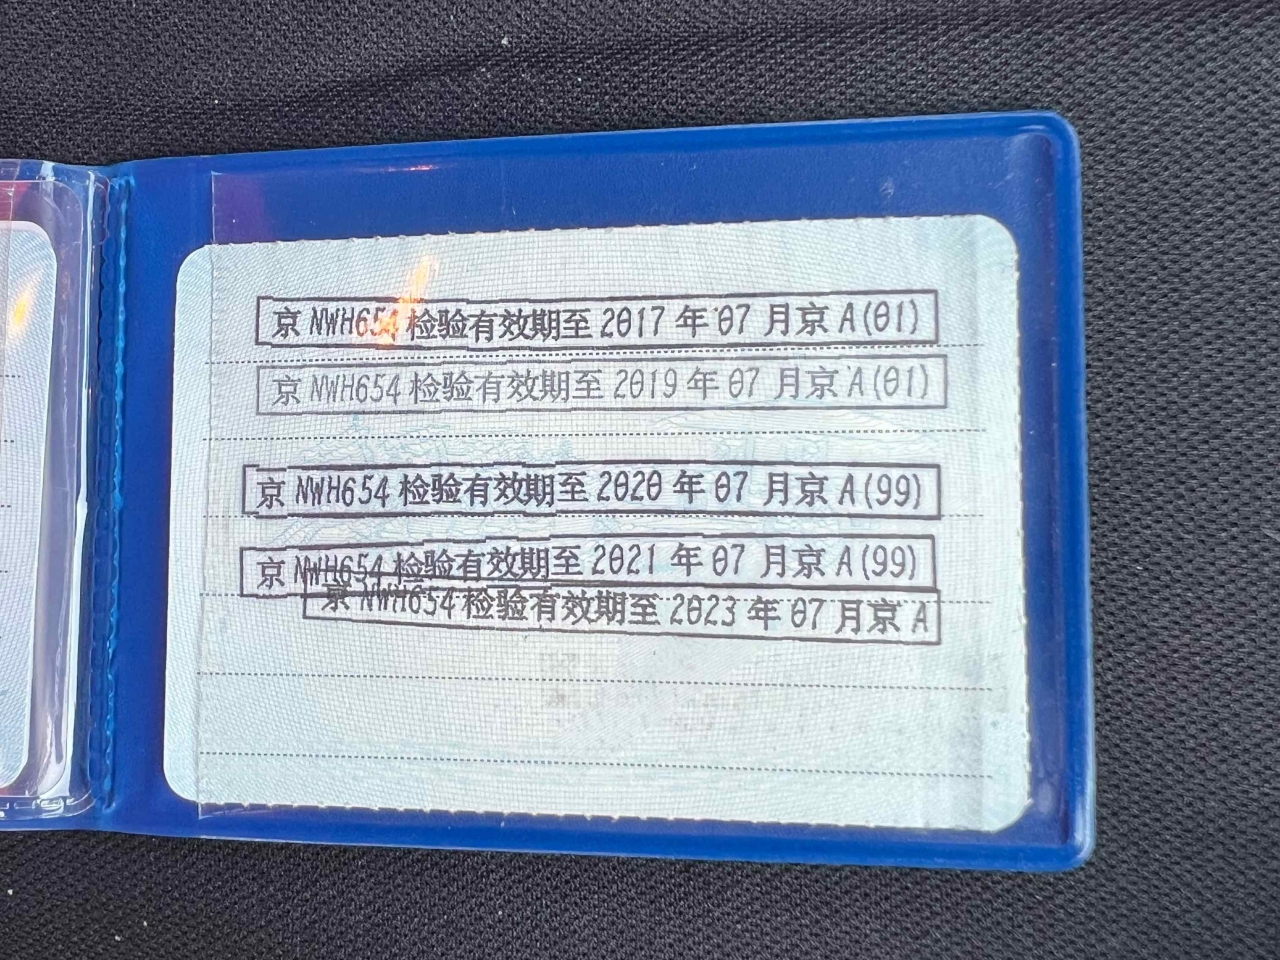 京 NWH654 检验有效期至 2017 年 07 月京 A(01)
京 NWH654 检验有效期至 2019 年 07 月京 A(01)
京 NWH654 检验有效期至 2020 年 07 月京 A(99)
京 NWH654 检验有效期至 2021 年 07 月京 A(99)
京 NWH654 检验有效期至 2023 年 07 月京 A